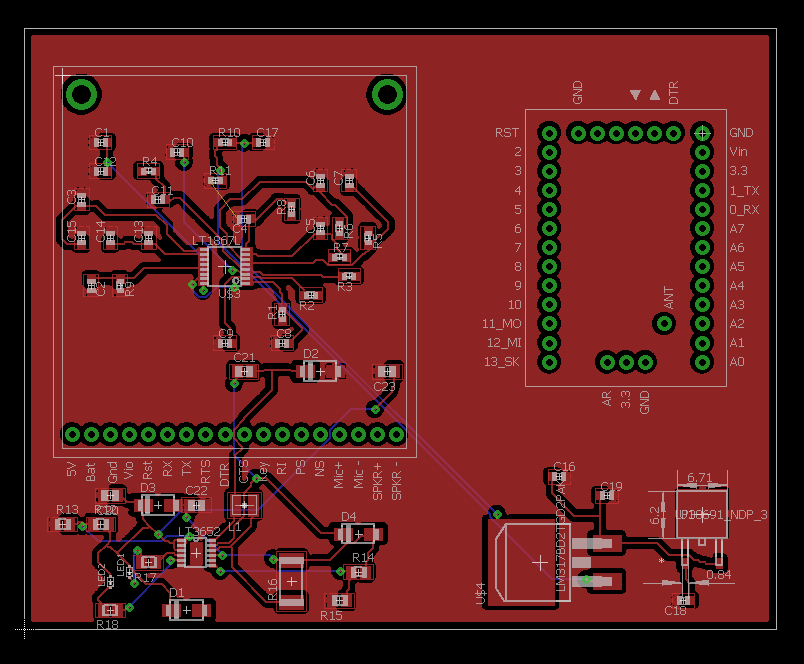 GND
DTR
RST
GND
2
Vin
3
3.3
4
1_TX
5
0_RX
6
A7
7
A6
8
A5
9
A4
10
A3
11_MO
A2
12_MI
A1
13_SK
A0
ANT
AR
3.3
GND
C1
C10
R10
C17
C12
R4
R11
C6
C7
C3
C11
R8
C4
C5
R6
R5
C15
C14
C13
LT1867L
R7
C2
R9
U$3
R3
R2
R1
C9
C8
C21
D2
C23
5V
Bat
Gnd
Vio
Rst
RX
TX
RTS
DTR
CTS
Key
RI
PS
NS
Mic+
Mic -
SPKR+
SPKR -
R13
D3
C22
L1
LT3652
D4
R14
LED2
LED1
R17
R16
R15
D1
R18
C16
C19
6.71
6.2
0.84
*
C18
U$4